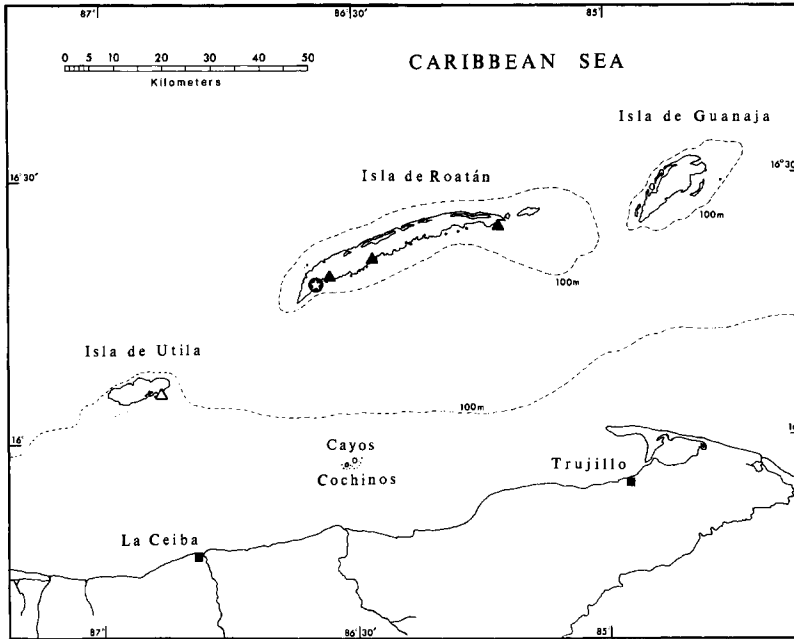 87°
86°30'
85°
0 5 10 20 30 40 50
Kilometers
CARIBBEAN SEA
Isla de Guanaja
16°30'
Isla de Roatán
16°30
100m
100m
Isla de Utila
100m
16°
Cayos
Cochinos
Trujillo
La Ceiba
87°
86°30'
85°